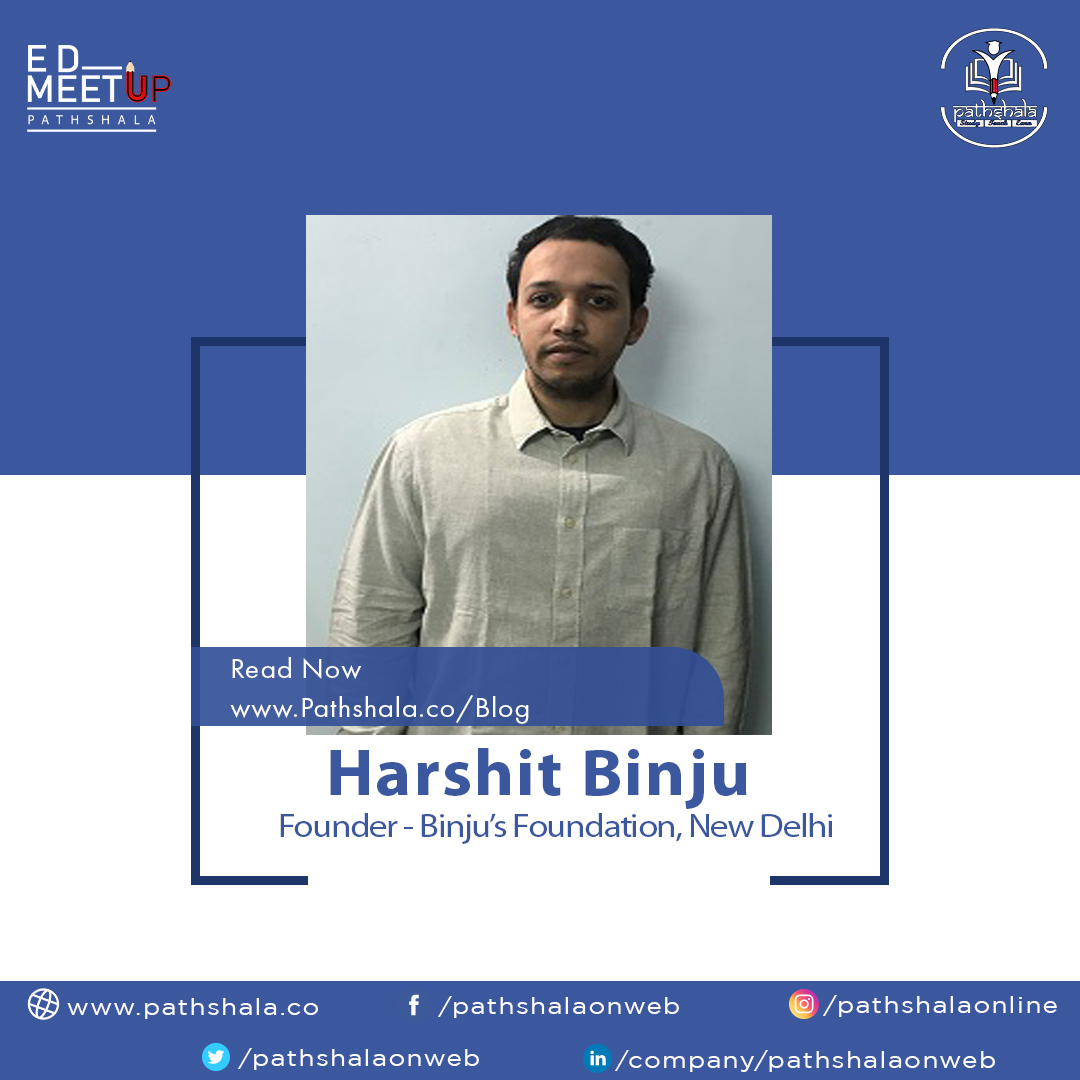 ED
MEETUP
PATHSHALA
pathshala
Read Now
www.Pathshala.co/Blog
Harshit Binju
Founder - Binju’s Foundation, New Delhi
www.pathshala.co
/pathshalaonweb
/pathshalaonline
/pathshalaonweb
/company/pathshalaonweb